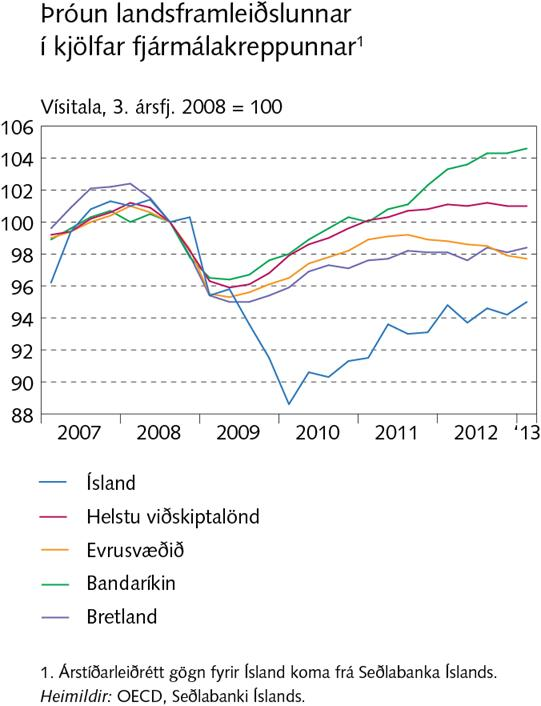 Þróun landsframleiðslunnar
í kjölfar fjármálakreppunnar¹
Vísitala, 3. ársfj. 2008 = 100
106
104
102
100
98
96
94
92
90
88
2007 2008 2009 2010 2011 2012 '13
Ísland
Helstu viðskiptalönd
Evrusvæðið
Bandaríkin
Bretland
1. Árstíðarleiðrétt gögn fyrir Ísland koma frá Seðlabanka Íslands.
Heimildir: OECD, Seðlabanki Íslands.